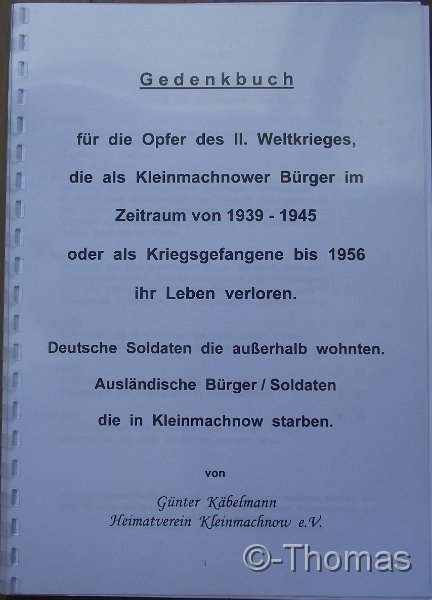 Gedenkbuch
für die Opfer des II. Weltkrieges,
die als Kleinmachnower Bürger im
Zeitraum von 1939 - 1945
oder als Kriegsgefangene bis 1956
ihr Leben verloren.
Deutsche Soldaten die außerhalb wohnten.
Ausländische Bürger / Soldaten
die in Kleinmachnow starben.
von
Günter Käbelmann
Heimatverein Kleinmachnow e.V.
©-Thomas